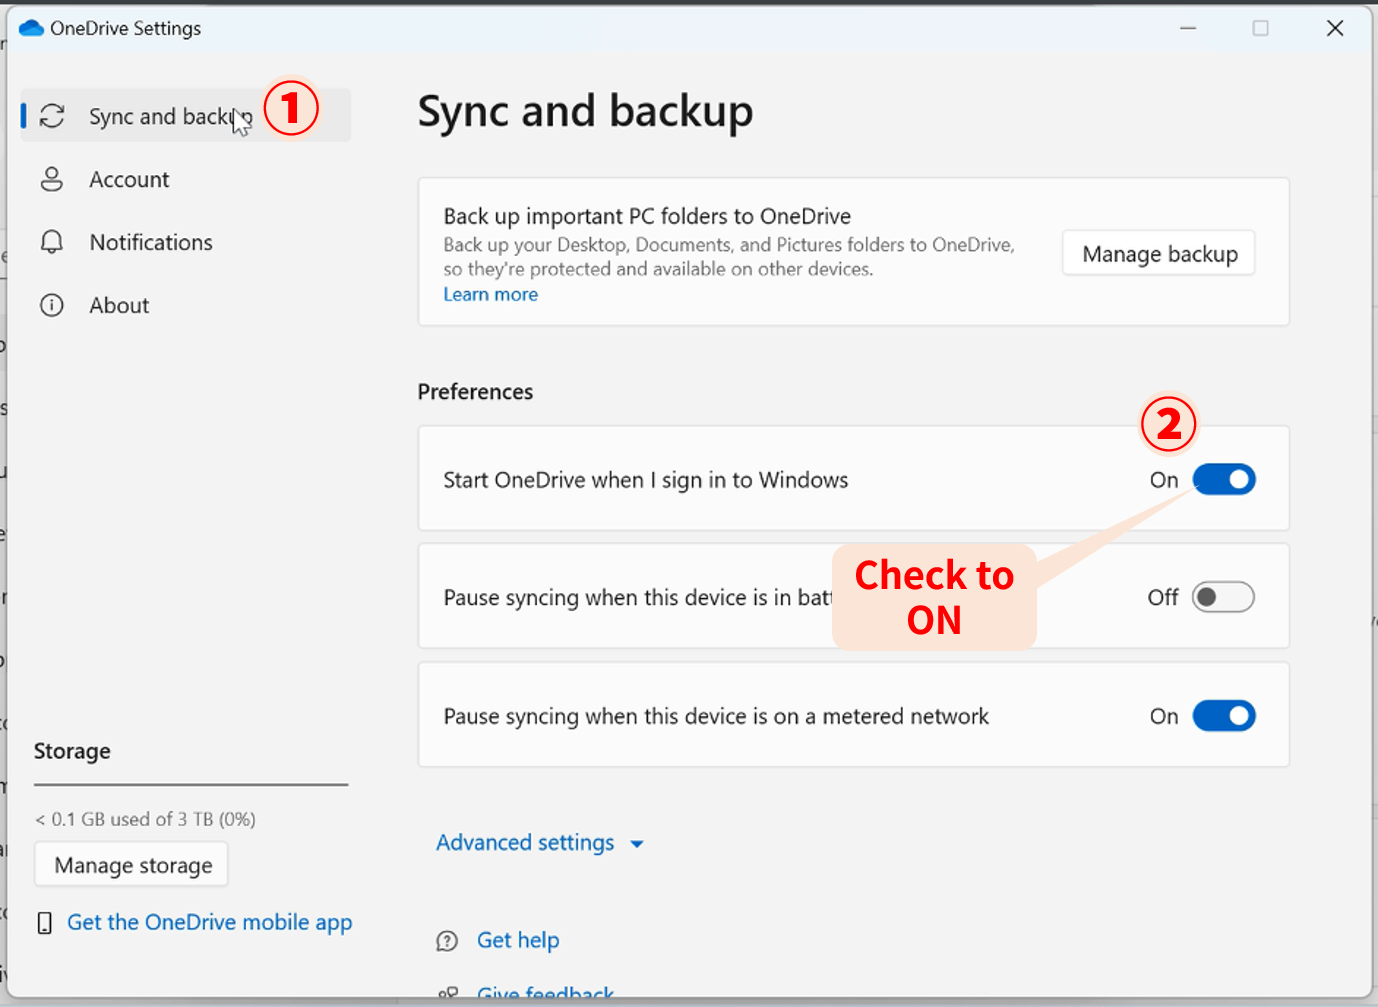 OneDrive Settings
Sync and backup
1
Account
Notifications
About
Storage
< 0.1 GB used of 3 TB (0%)
Manage storage
Get the OneDrive mobile app
Sync and backup
Back up important PC folders to OneDrive
Back up your Desktop, Documents, and Pictures folders to OneDrive,
so they're protected and available on other devices.
Learn more
Manage backup
Preferences
2
Start OneDrive when I sign in to Windows
On
Check to
ON
Pause syncing when this device is in
Off
Pause syncing when this device is on a metered network
On
Advanced settings
Get help
Give feedback